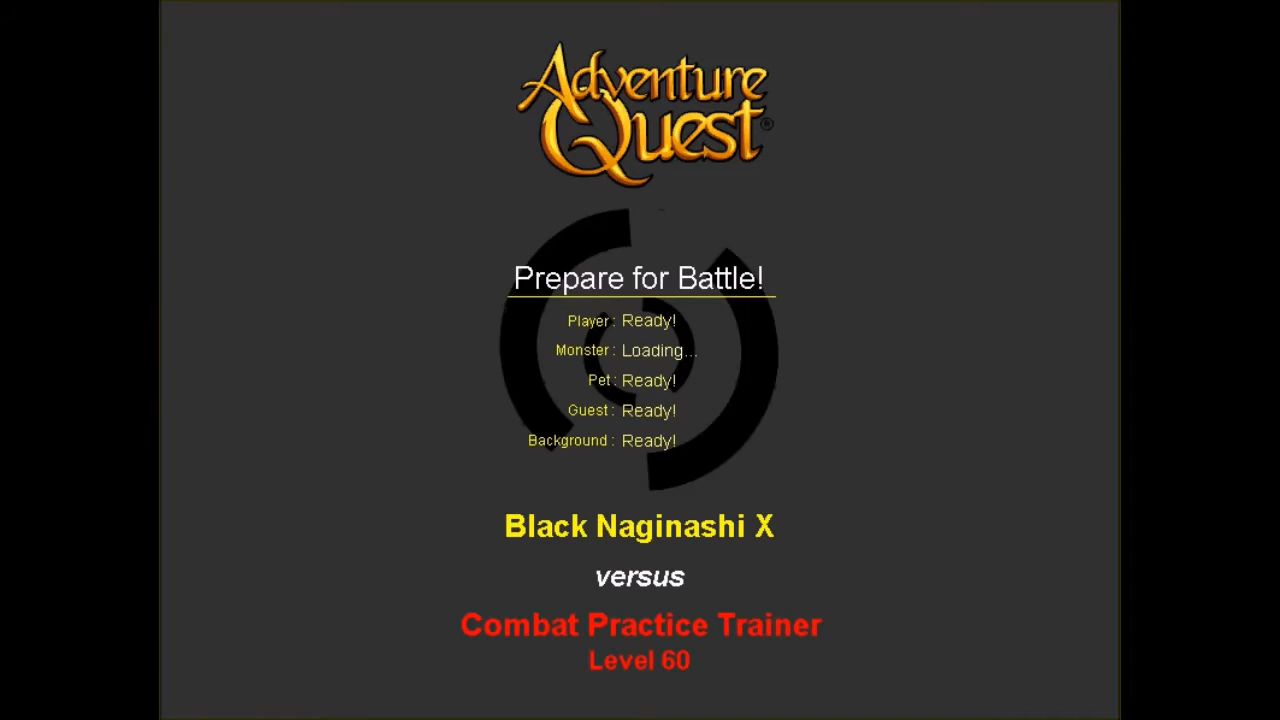 Adventure
Quest®
Prepare for Battle!
Player : Ready!
Monster : Loading...
Pet : Ready!
Guest : Ready!
Background : Ready!
Black Naginashi X
versus
Combat Practice Trainer
Level 60